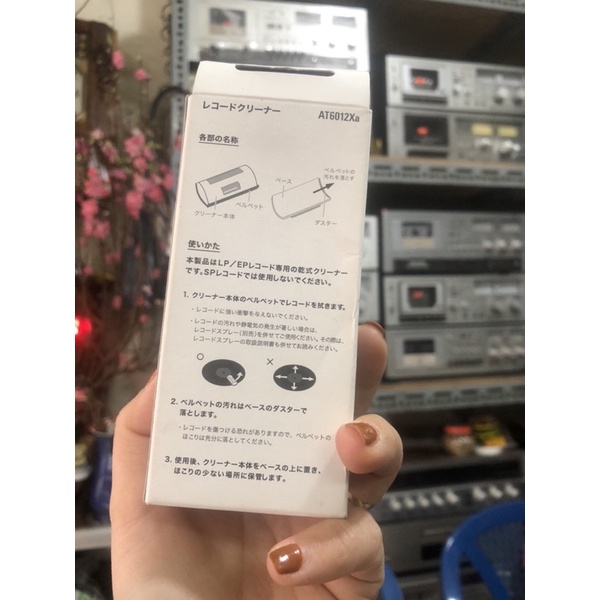 レコードクリーナー
AT6012Xa
各部の名称
ベルベットの
汚れを落とす
ベース
ベルベット
クリーナー本体
ダスター
使いかた
本製品はLP/EPレコード専用の乾式クリーナー
です。SPレコードでは使用しないでください。
1. クリーナー本体のベルベットでレコードを拭きます。
・レコードに強い衝撃を与えないでください。
・レコードの汚れや静電気の発生が著しい場合は、
レコードスプレー(別売)を併せてご使用ください。その際は、
レコードスプレーの取扱説明書も併せてお読みください。
○ ×
2. ベルベットの汚れはベースのダスターで
落とします。
・レコードを傷つける恐れがありますので、ベルベットの
ほこりは充分に落としてください。
3. 使用後、クリーナー本体をベースの上に置き、
ほこりの少ない場所に保管します。